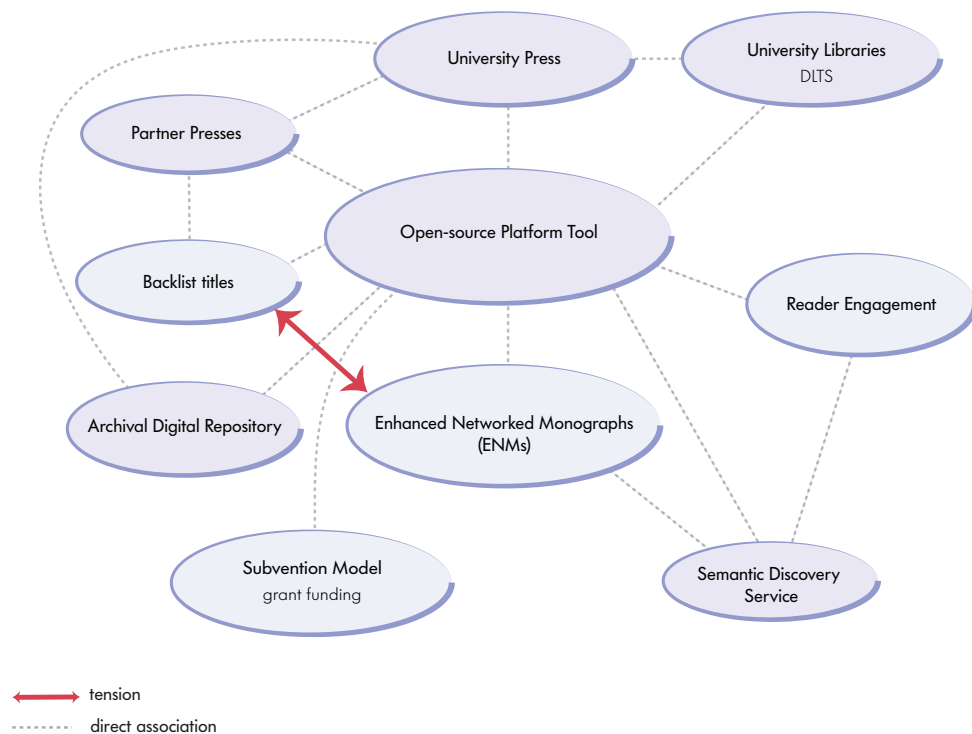 University Press
University Libraries
DLTS
Partner Presses
Open-source Platform Tool
Backlist titles
Reader Engagement
Archival Digital Repository
Enhanced Networked Monographs
(ENMs)
Subvention Model
grant funding
Semantic Discovery
Service
tension
direct association